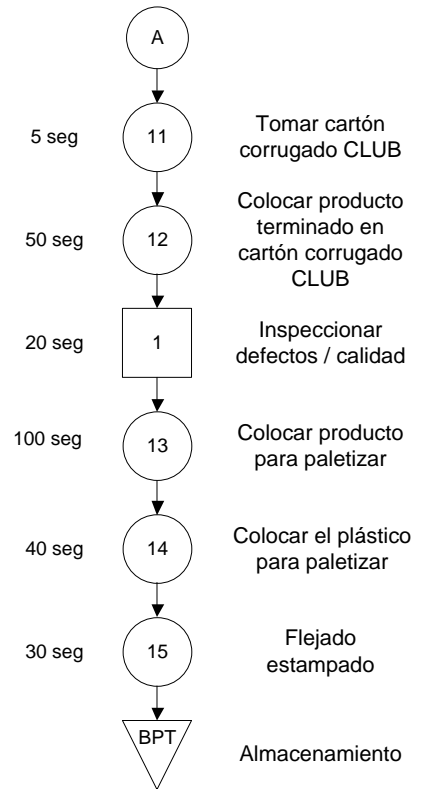 A
5 seg
11
Tomar cartón
corrugado CLUB
50 seg
12
Colocar producto
terminado en
cartón corrugado
CLUB
20 seg
1
Inspeccionar
defectos / calidad
100 seg
13
Colocar producto
para paletizar
40 seg
14
Colocar el plástico
para paletizar
30 seg
15
Flejado
estampado
BPT
Almacenamiento